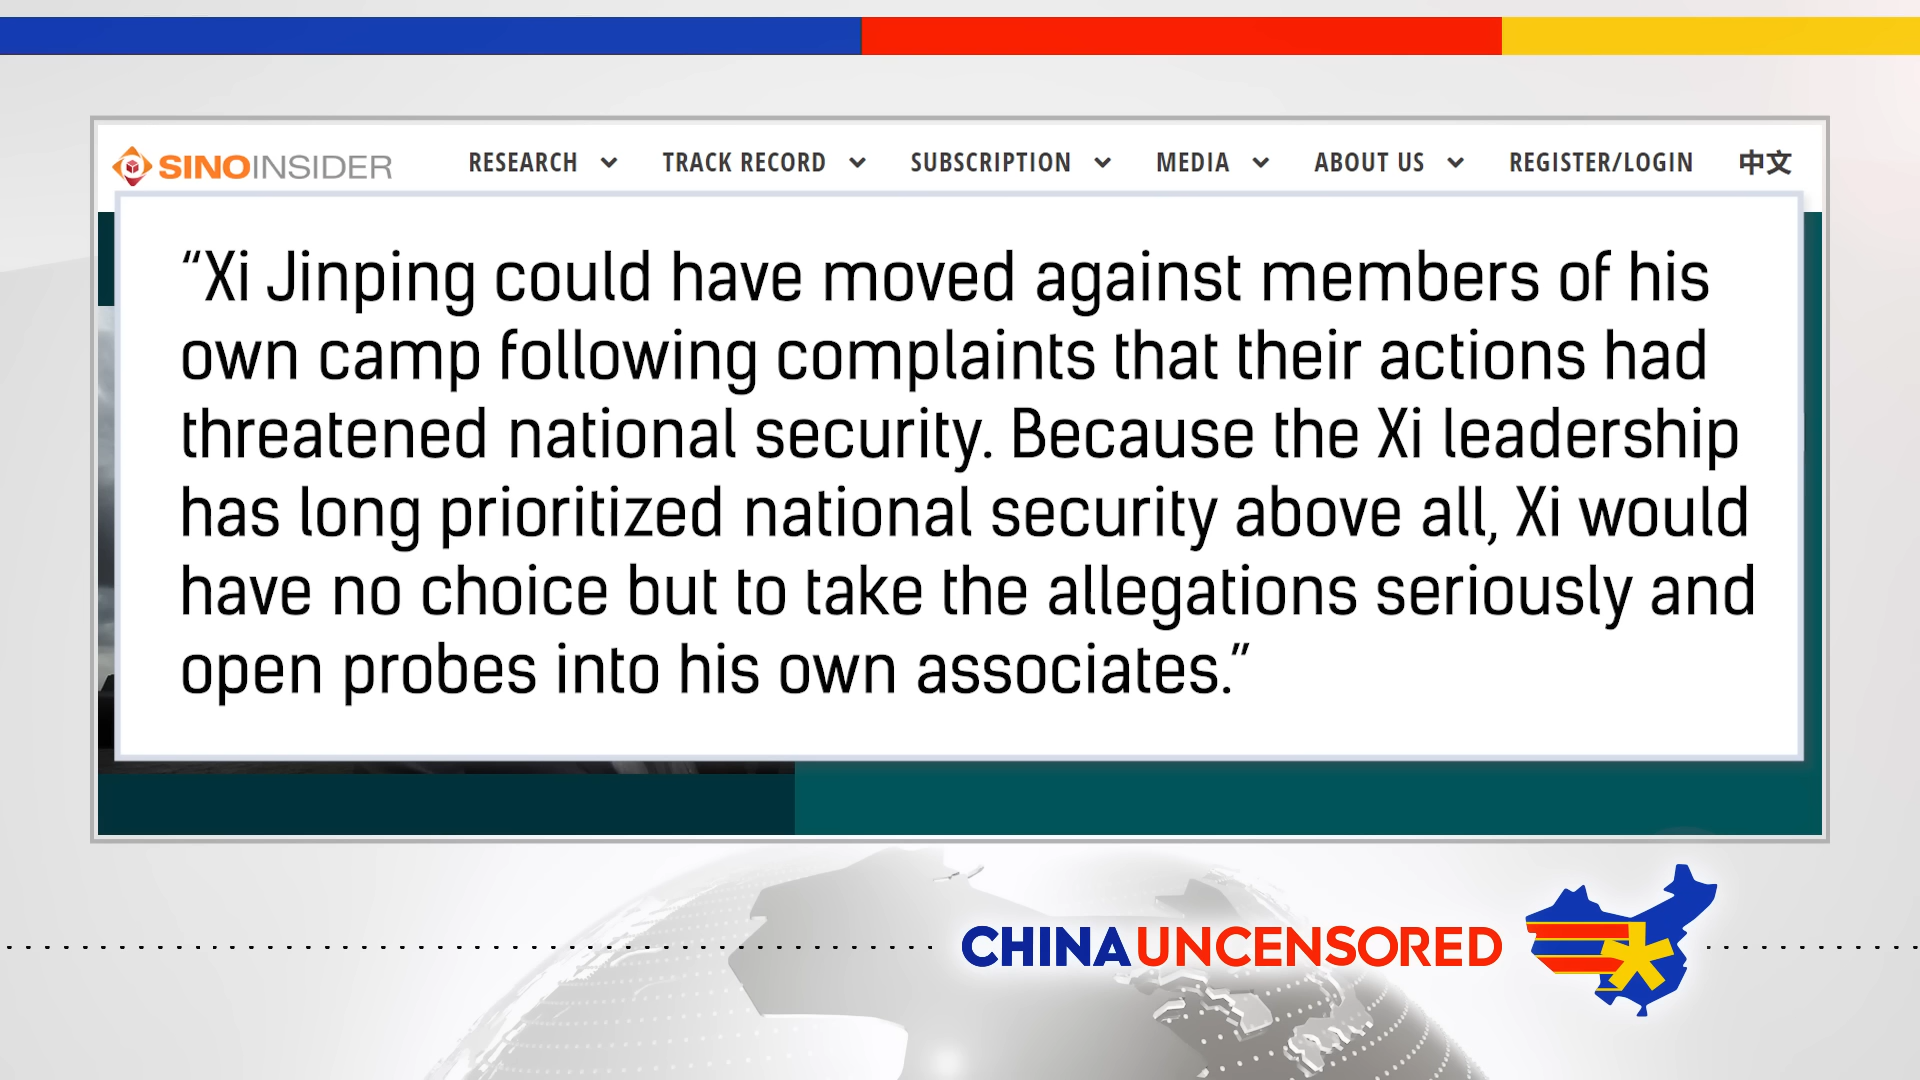 SINOINSIDER RESEARCH TRACK RECORD SUBSCRIPTION MEDIA ABOUT US REGISTER/LOGIN 中文
“Xi Jinping could have moved against members of his
own camp following complaints that their actions had
threatened national security. Because the Xi leadership
has long prioritized national security above all, Xi would
have no choice but to take the allegations seriously and
open probes into his own associates.”
CHINAUNCENSORED